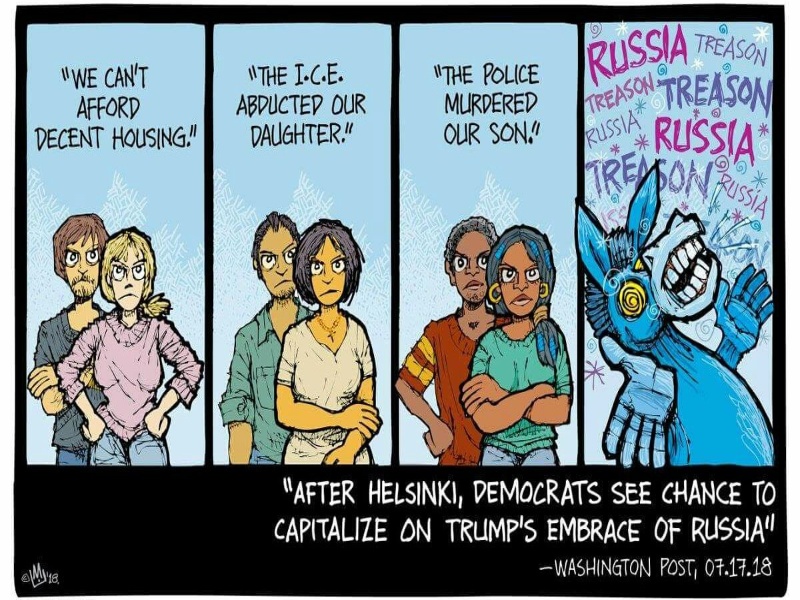 "WE CAN'T
AFFORD
DECENT HOUSING."
"THE I.C.E.
ABDUCTED OUR
DAUGHTER."
"THE POLICE
MURDERED
OUR SON."
RUSSIA TREASON
TREASON TREASON
RUSSIA RUSSIA
TREASON RUSSIA
"AFTER HELSINKI, DEMOCRATS SEE CHANCE TO
CAPITALIZE ON TRUMP'S EMBRACE OF RUSSIA"
—WASHINGTON POST, 07.17.18